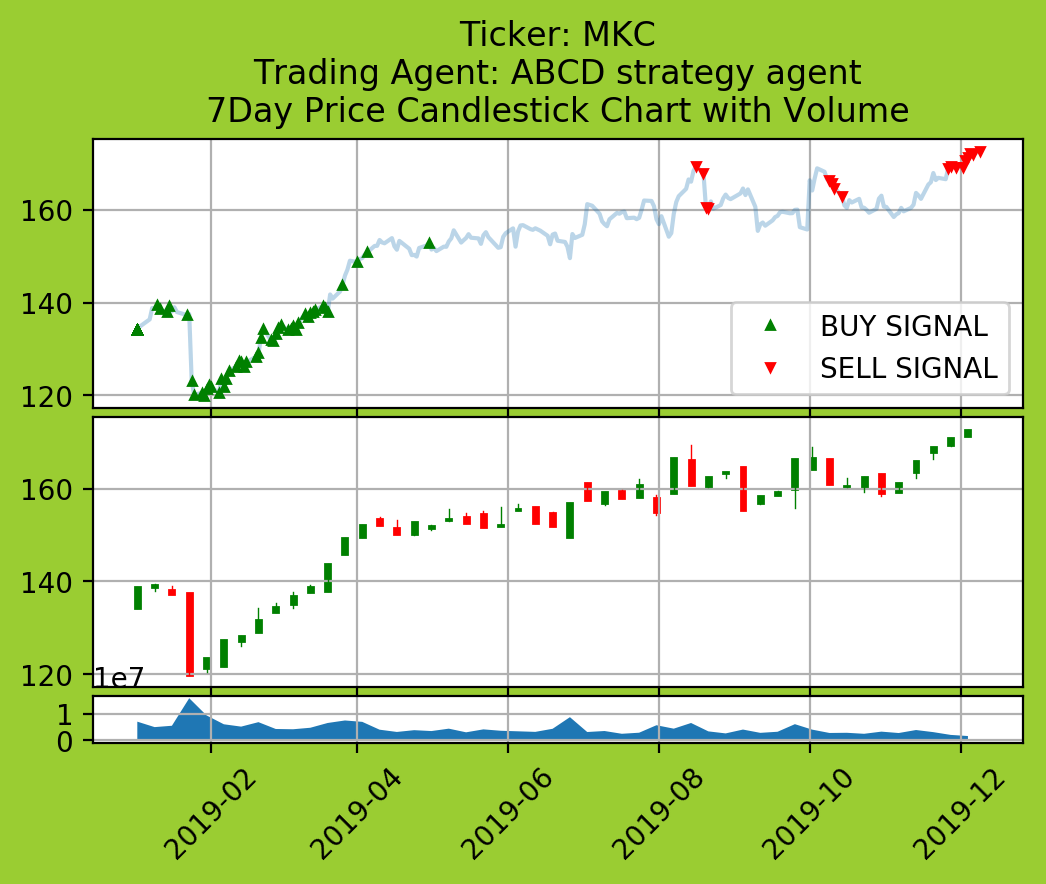 Ticker: MKC
Trading Agent: ABCD strategy agent
7Day Price Candlestick Chart with Volume
160
140
120
BUY SIGNAL
SELL SIGNAL
160
140
120
1e7
1
0
2019-02
2019-04
2019-06
2019-08
2019-10
2019-12